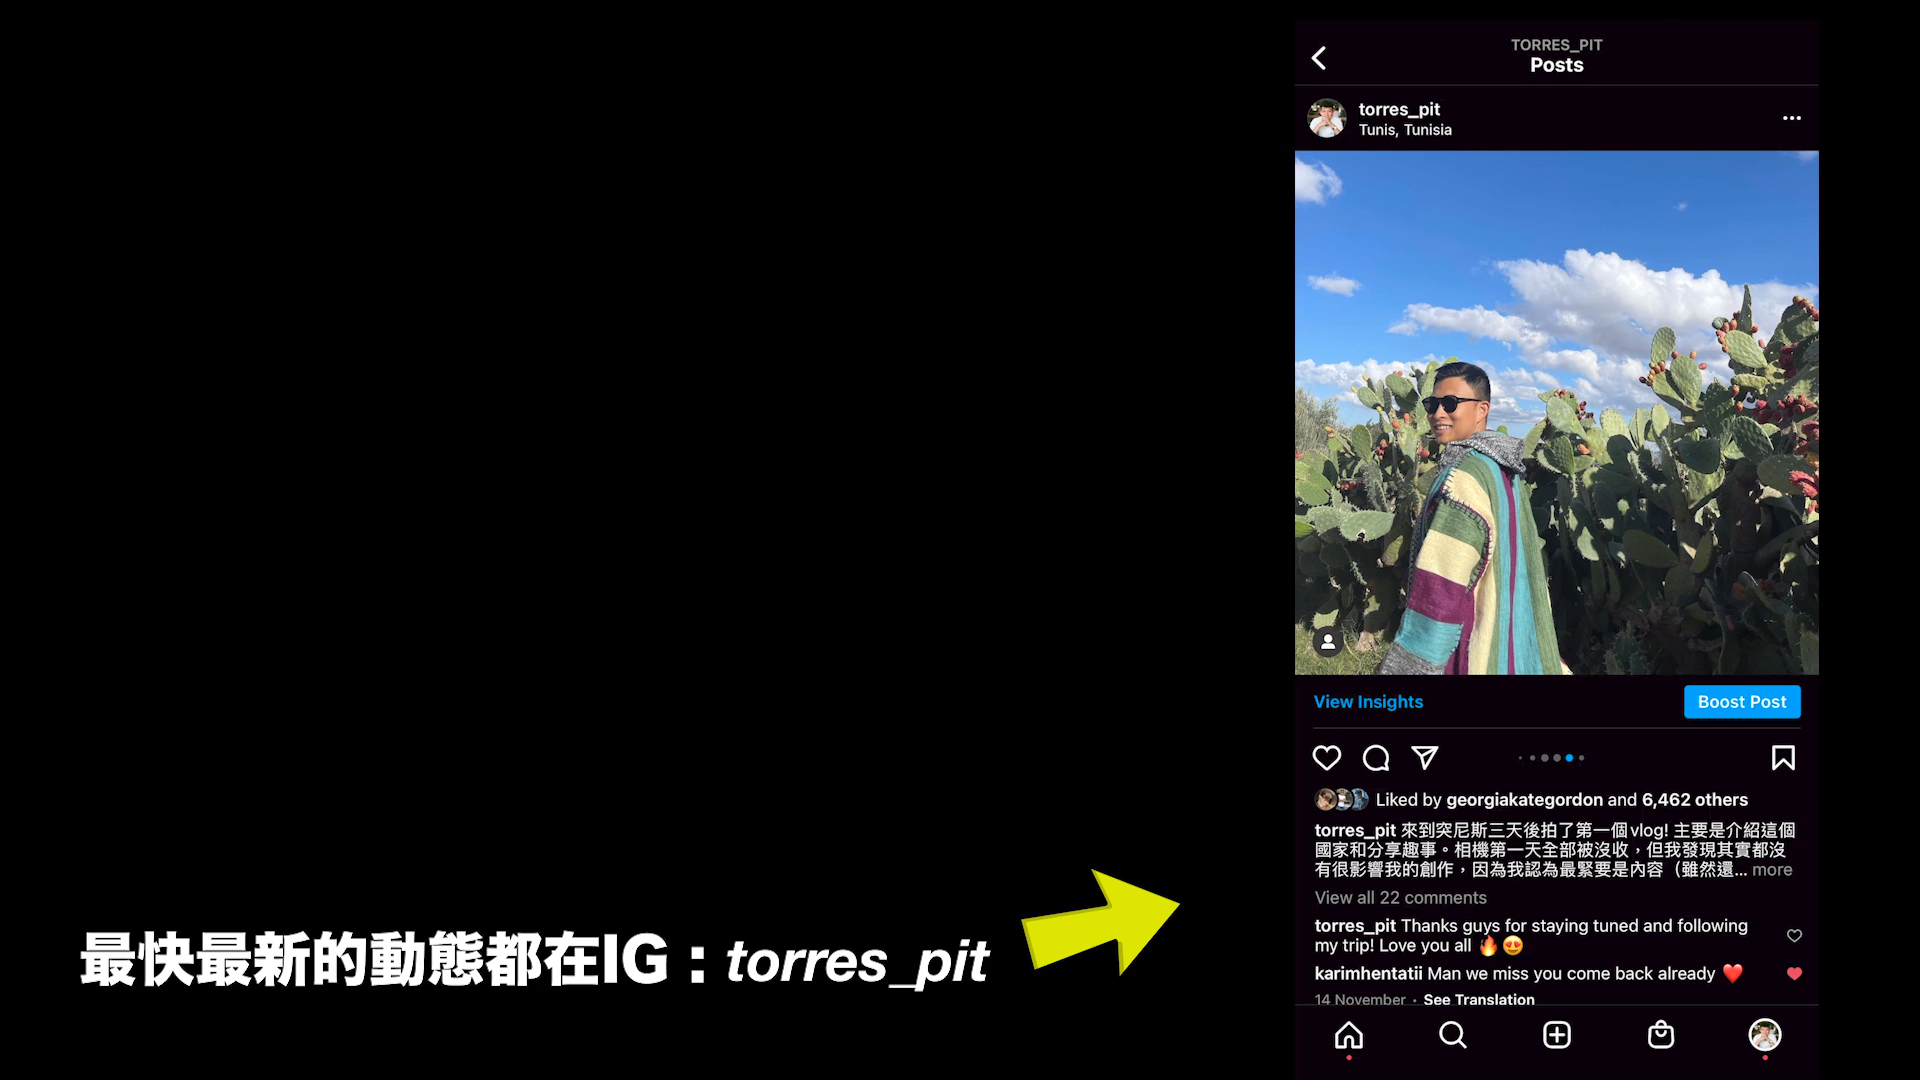 TORRES_PIT
Posts
torres_pit
Tunis, Tunisia
View Insights
Boost Post
Liked by georgiakategordon and 6,462 others
torres_pit 來到突尼斯三天後拍了第一個vlog! 主要是介紹這個
國家和分享趣事。相機第一天全部被沒收，但我發現其實都沒
有很影響我的創作，因為我認為最緊要是內容（雖然還... more
View all 22 comments
torres_pit Thanks guys for staying tuned and following
my trip! Love you all 🔥😍
karimhentatii Man we miss you come back already ❤️
14 November · See Translation
最快最新的動態都在IG：torres_pit